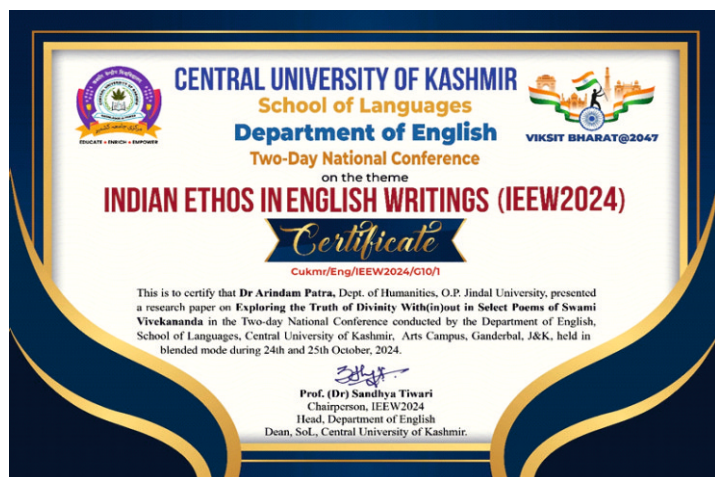 CENTRAL UNIVERSITY OF KASHMIR
School of Languages
Department of English
Two-Day National Conference
on the theme
INDIAN ETHOS IN ENGLISH WRITINGS (IEEW2024)
EDUCATE • ENRICH • EMPOWER
VIKSIT BHARAT@2047
Certificate
Cukmr/Eng/IEEW2024/G10/1
This is to certify that Dr Arindam Patra, Dept. of Humanities, O.P. Jindal University, presented
a research paper on Exploring the Truth of Divinity With(in)out in Select Poems of Swami
Vivekananda in the Two-day National Conference conducted by the Department of English,
School of Languages, Central University of Kashmir, Arts Campus, Ganderbal, J&K, held in
blended mode during 24th and 25th October, 2024.
Prof. (Dr) Sandhya Tiwari
Chairperson, IEEW2024
Head, Department of English
Dean, SoL, Central University of Kashmir.